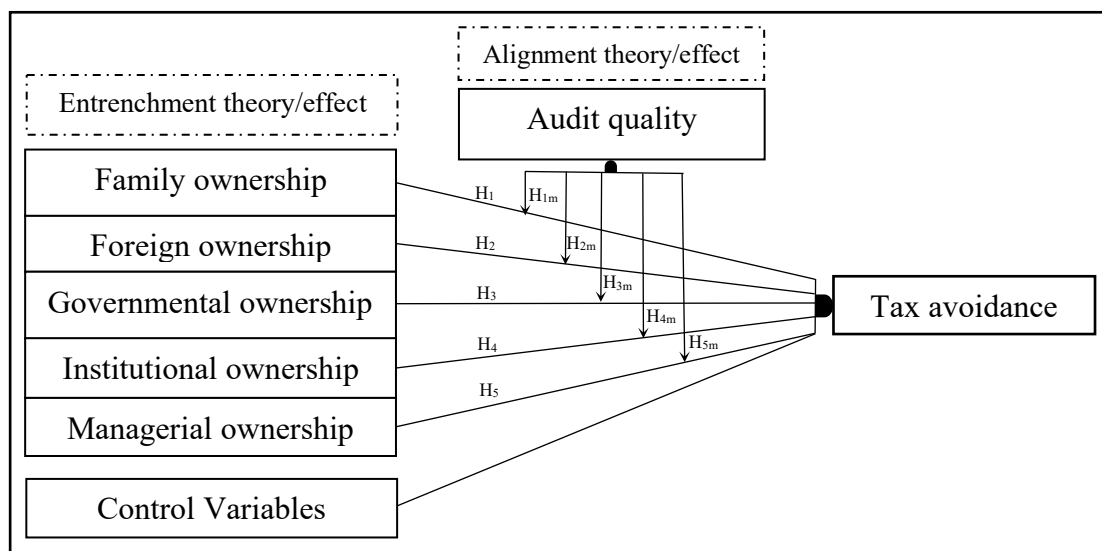 Alignment theory/effect
Audit quality
Entrenchment theory/effect
Family ownership
Foreign ownership
Governmental ownership
Institutional ownership
Managerial ownership
Control Variables
H1
H1m
H2
H2m
H3
H3m
H4
H4m
H5
H5m
Tax avoidance